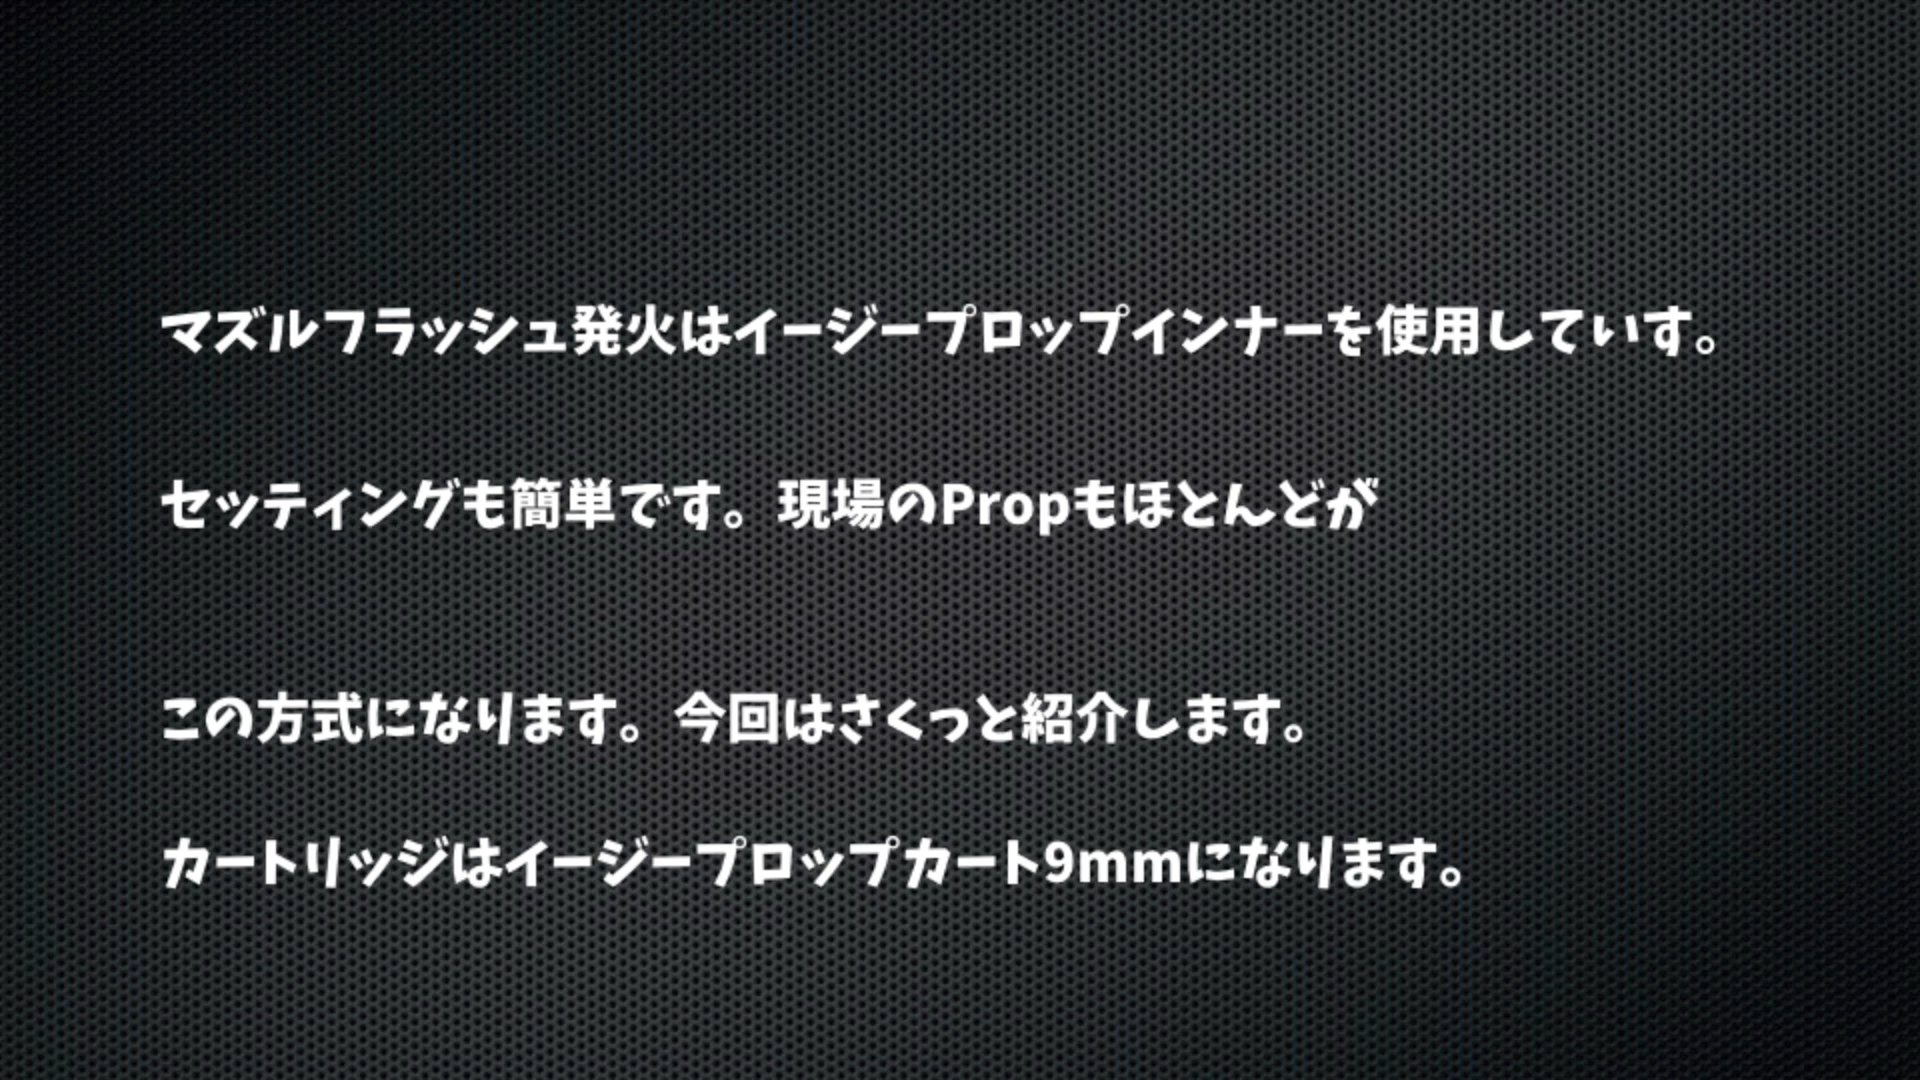 マズルフラッシュ発火はイージープロップインナーを使用していす。
セッティングも簡単です。現場のPropもほとんどが
この方式になります。今回はさくっと紹介します。
カートリッジはイージープロップカート9mmになります。